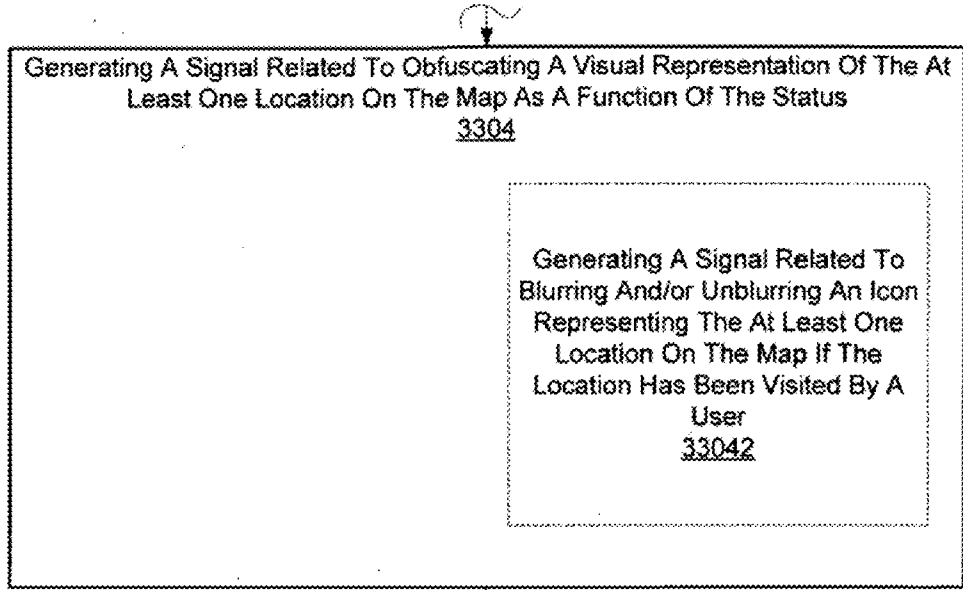 Generating A Signal Related To Obfuscating A Visual Representation Of The At
Least One Location On The Map As A Function Of The Status
3304
Generating A Signal Related To
Blurring And/or Unblurring An Icon
Representing The At Least One
Location On The Map If The
Location Has Been Visited By A
User
33042